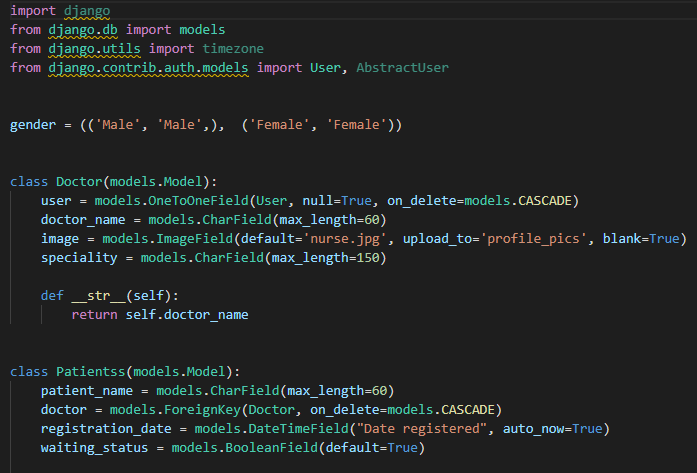 import django
from django.db import models
from django.utils import timezone
from django.contrib.auth.models import User, AbstractUser
gender = (('Male', 'Male',),  ('Female', 'Female'))
class Doctor(models.Model):
    user = models.OneToOneField(User, null=True, on_delete=models.CASCADE)
    doctor_name = models.CharField(max_length=60)
    image = models.ImageField(default='nurse.jpg', upload_to='profile_pics', blank=True)
    speciality = models.CharField(max_length=150)
    def __str__(self):
        return self.doctor_name
class Patientss(models.Model):
    patient_name = models.CharField(max_length=60)
    doctor = models.ForeignKey(Doctor, on_delete=models.CASCADE)
    registration_date = models.DateTimeField("Date registered", auto_now=True)
    waiting_status = models.BooleanField(default=True)